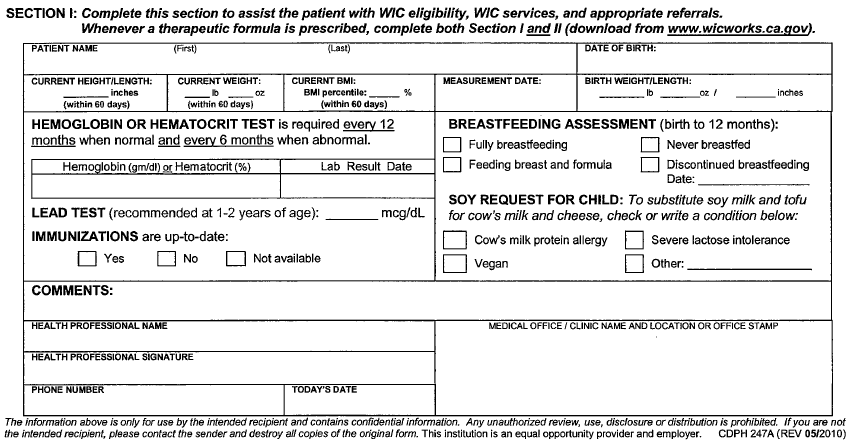 SECTION I: Complete this section to assist the patient with WIC eligibility, WIC services, and appropriate referrals.
Whenever a therapeutic formula is prescribed, complete both Section I and II (download from www.wicworks.ca.gov).
PATIENT NAME (First) (Last) DATE OF BIRTH:
CURRENT HEIGHT/LENGTH: CURRENT WEIGHT: CURERNT BMI: MEASUREMENT DATE: BIRTH WEIGHT/LENGTH:
________ inches ____ lb ____ oz BMI percentile: _____ % _______ lb _______ oz / _______ inches
(within 60 days) (within 60 days) (within 60 days)
HEMOGLOBIN OR HEMATOCRIT TEST is required every 12
months when normal and every 6 months when abnormal.
Hemoglobin (gm/dl) or Hematocrit (%) Lab Result Date
LEAD TEST (recommended at 1-2 years of age): _______ mcg/dL
IMMUNIZATIONS are up-to-date:
Yes No Not available
BREASTFEEDING ASSESSMENT (birth to 12 months):
Fully breastfeeding Never breastfed
Feeding breast and formula Discontinued breastfeeding
Date: _______________
SOY REQUEST FOR CHILD: To substitute soy milk and tofu
for cow's milk and cheese, check or write a condition below:
Cow's milk protein allergy Severe lactose intolerance
Vegan Other: _______________
COMMENTS:
HEALTH PROFESSIONAL NAME MEDICAL OFFICE / CLINIC NAME AND LOCATION OR OFFICE STAMP
HEALTH PROFESSIONAL SIGNATURE
PHONE NUMBER TODAY'S DATE
The information above is only for use by the intended recipient and contains confidential information. Any unauthorized review, use, disclosure or distribution is prohibited. If you are not
the intended recipient, please contact the sender and destroy all copies of the original form. This institution is an equal opportunity provider and employer. CDPH 247A (REV 05/2010)